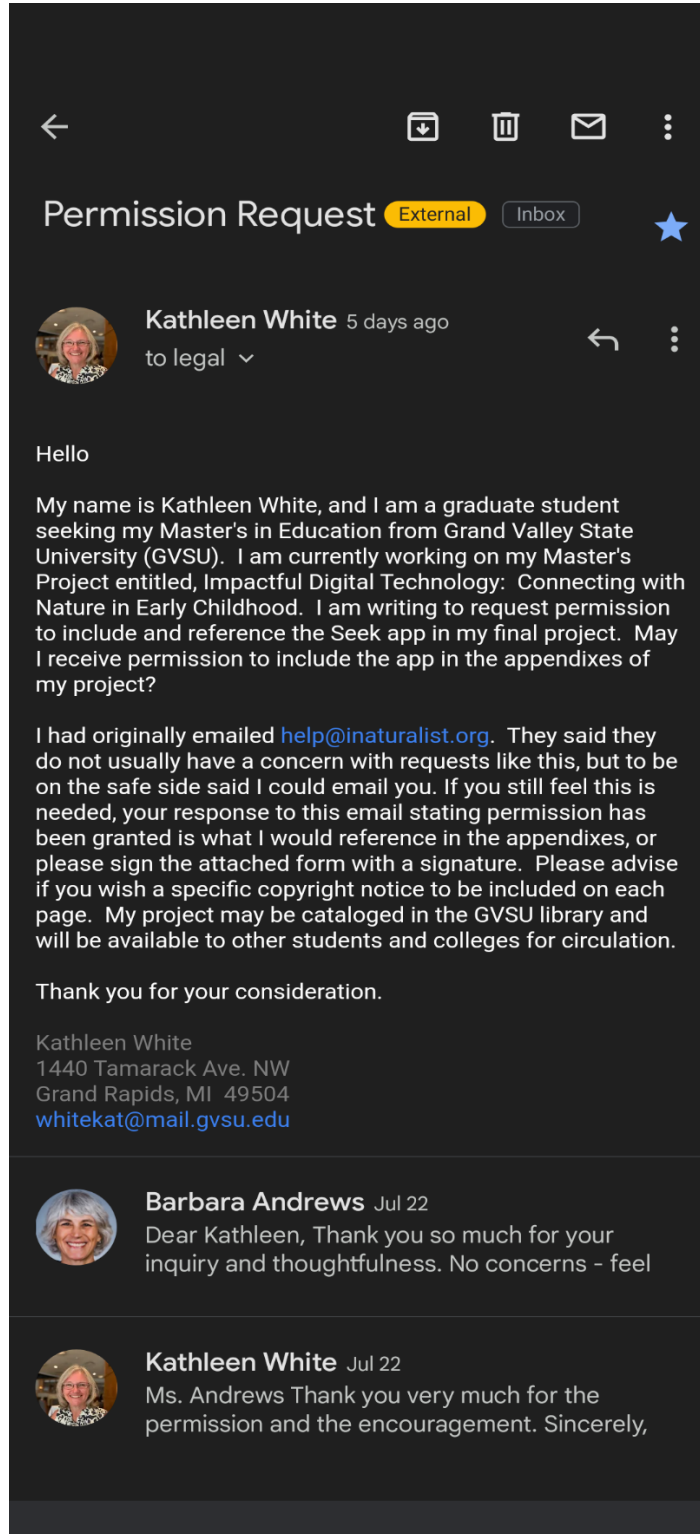 Permission Request External Inbox
Kathleen White 5 days ago
to legal
Hello
My name is Kathleen White, and I am a graduate student
seeking my Master's in Education from Grand Valley State
University (GVSU).  I am currently working on my Master's
Project entitled, Impactful Digital Technology:  Connecting with
Nature in Early Childhood.  I am writing to request permission
to include and reference the Seek app in my final project.  May
I receive permission to include the app in the appendixes of
my project?
I had originally emailed help@inaturalist.org.  They said they
do not usually have a concern with requests like this, but to be
on the safe side said I could email you. If you still feel this is
needed, your response to this email stating permission has
been granted is what I would reference in the appendixes, or
please sign the attached form with a signature.  Please advise
if you wish a specific copyright notice to be included on each
page.  My project may be cataloged in the GVSU library and
will be available to other students and colleges for circulation.
Thank you for your consideration.
Kathleen White
1440 Tamarack Ave. NW
Grand Rapids, MI  49504
whitekat@mail.gvsu.edu
Barbara Andrews Jul 22
Dear Kathleen, Thank you so much for your
inquiry and thoughtfulness. No concerns - feel
Kathleen White Jul 22
Ms. Andrews Thank you very much for the
permission and the encouragement. Sincerely,